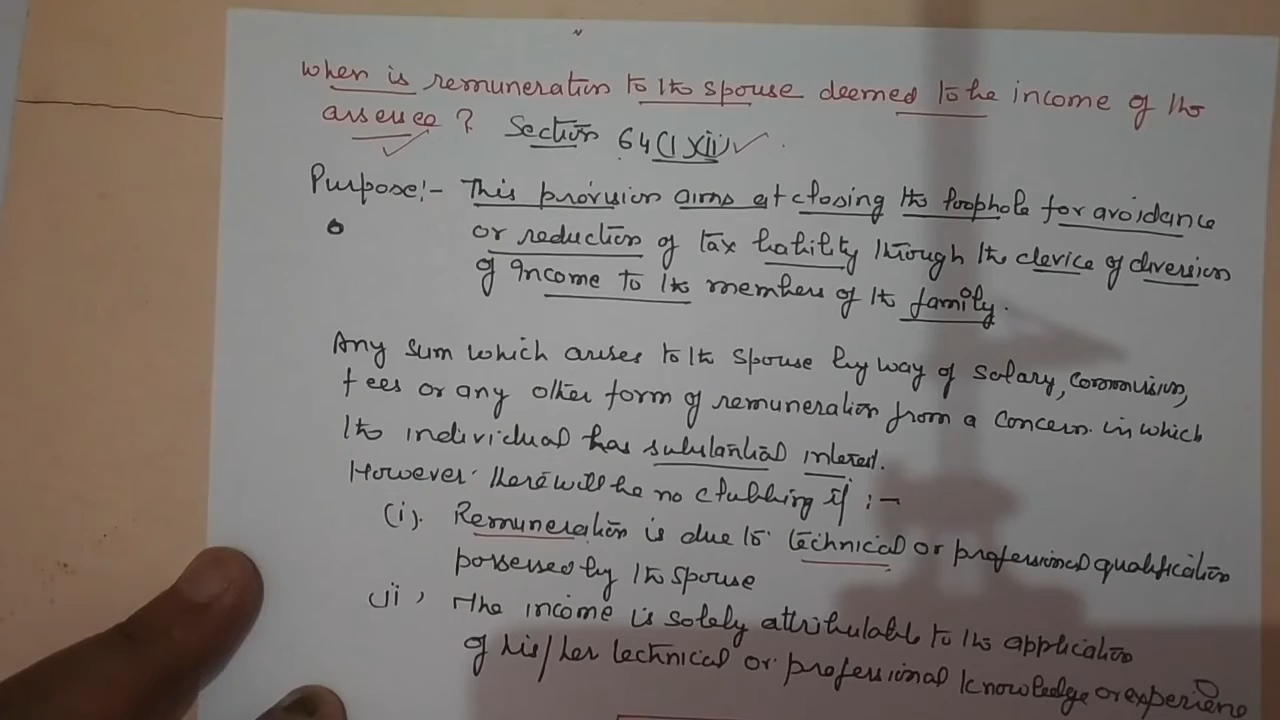 When is remuneration to the spouse deemed to be income of the
assessee? Section 64(1)(ii)
Purpose:- This provision aims at closing the loophole for avoidance
or reduction of tax liability through the device of diversion
of income to the members of the family.
Any sum which arises to the spouse by way of salary, commission,
fees or any other form of remuneration from a concern in which
the individual has substantial interest.
However there will be no clubbing if :-
(i). Remuneration is due to technical or professional qualification
possessed by the spouse
(ii) The income is solely attributable to the application
of his/her technical or professional knowledge or experience